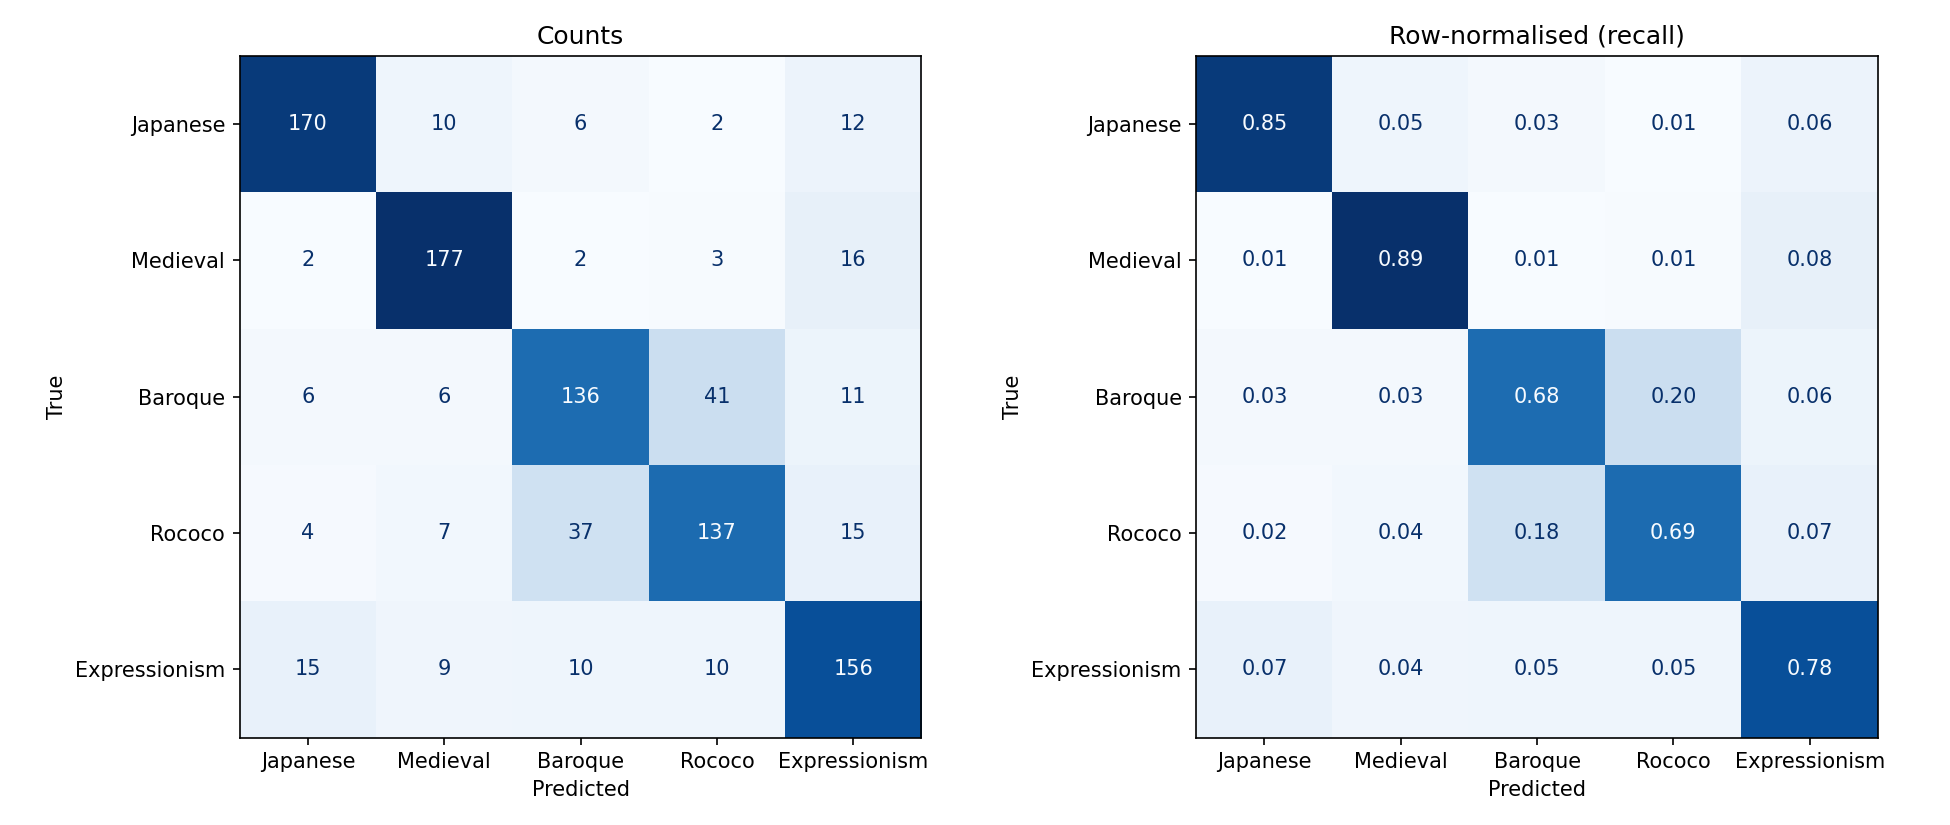 Counts
Japanese 170 10 6 2 12
Medieval 2 177 2 3 16
Baroque 6 6 136 41 11
Rococo 4 7 37 137 15
Expressionism 15 9 10 10 156
True
Japanese Medieval Baroque Rococo Expressionism
Predicted
Row-normalised (recall)
Japanese 0.85 0.05 0.03 0.01 0.06
Medieval 0.01 0.89 0.01 0.01 0.08
Baroque 0.03 0.03 0.68 0.20 0.06
Rococo 0.02 0.04 0.18 0.69 0.07
Expressionism 0.07 0.04 0.05 0.05 0.78
True
Japanese Medieval Baroque Rococo Expressionism
Predicted